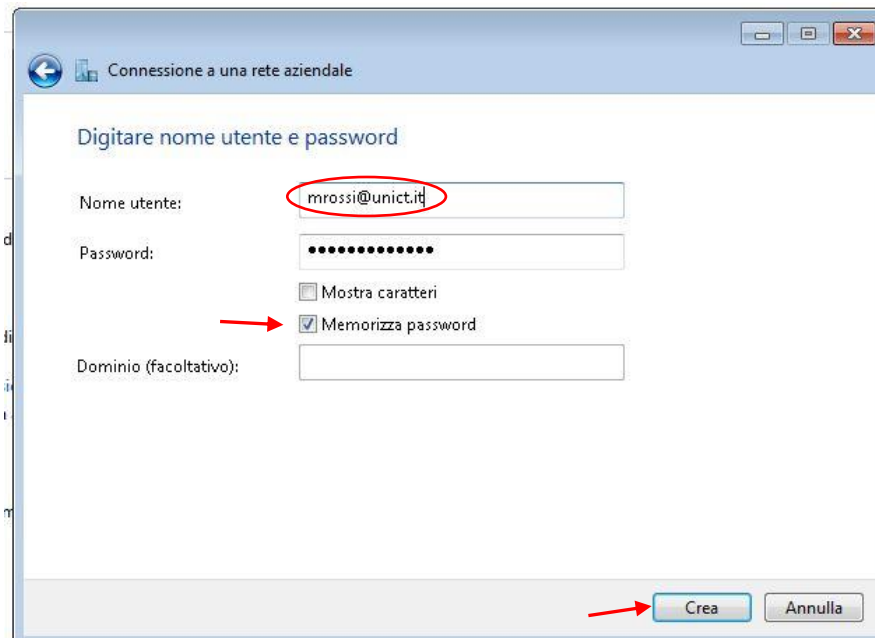 Connessione a una rete aziendale
Digitare nome utente e password
Nome utente: mrossi@unict.it
Password: •••••••••••••
Mostra caratteri
Memorizza password
Dominio (facoltativo):
Crea Annulla